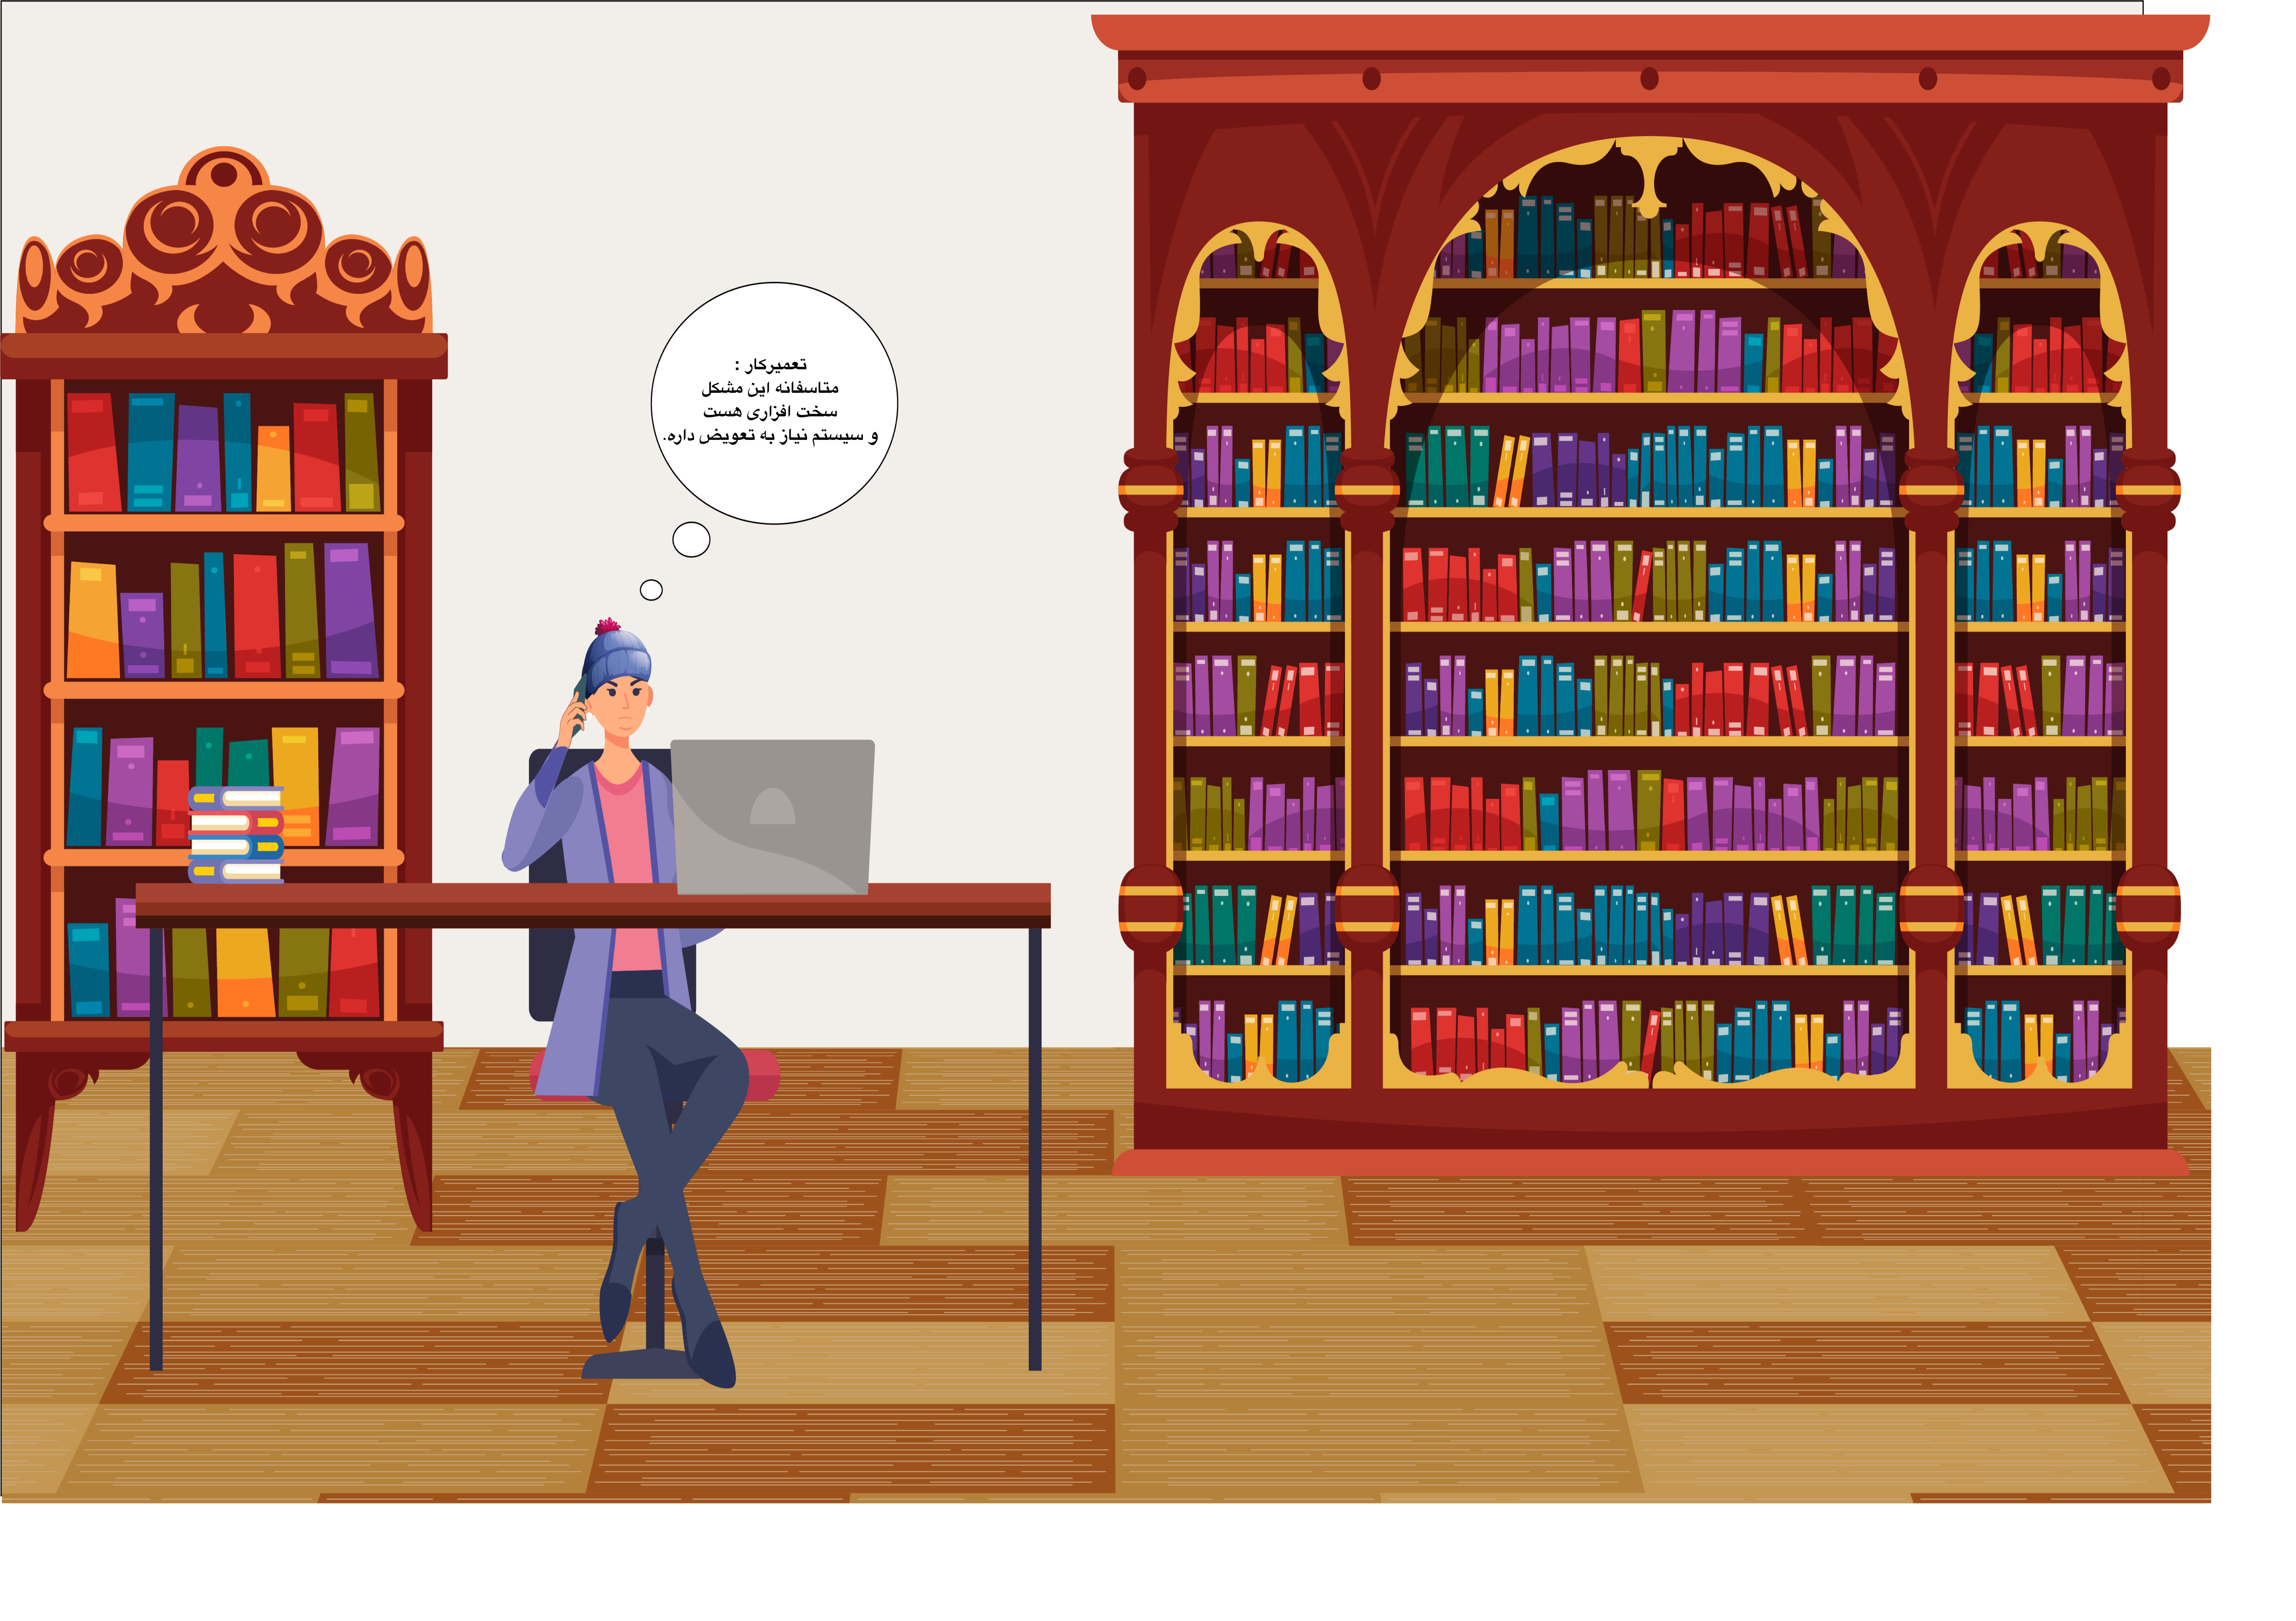 تعمیرکار :
متاسفانه این مشکل
سخت افزاری هست
و سیستم نیاز به تعویض داره.